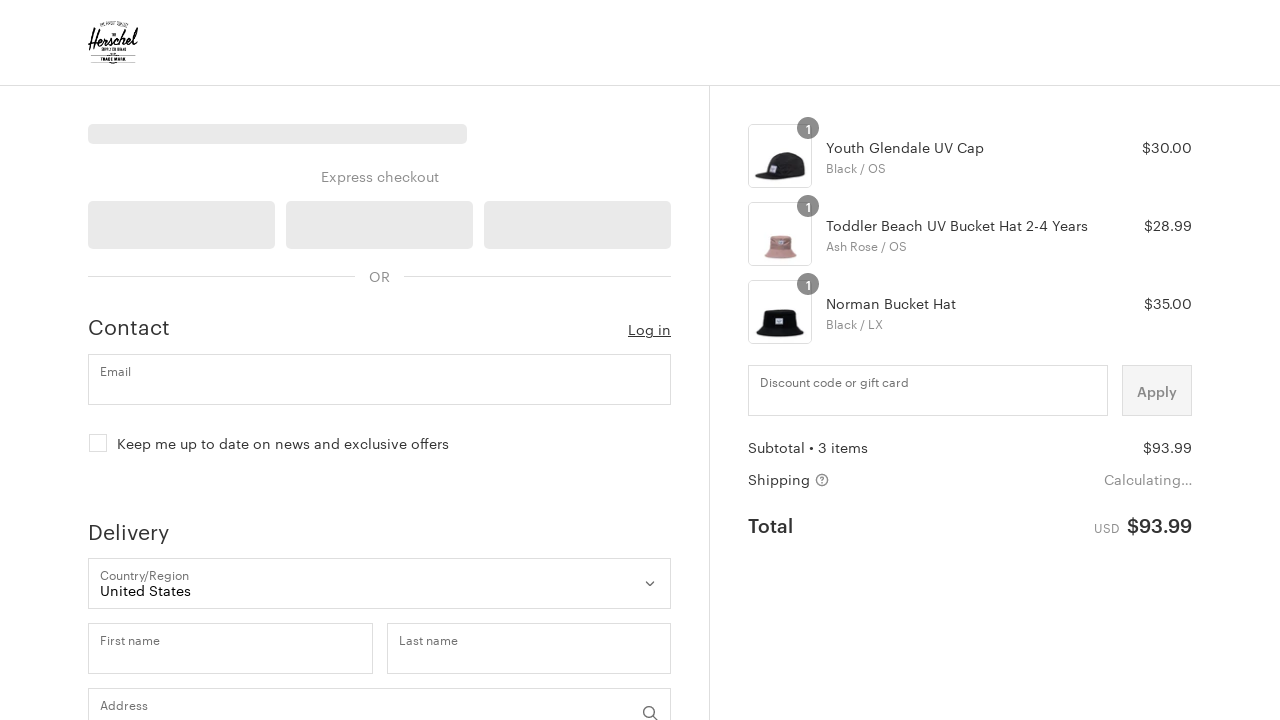 Herschel
TRADE MARK
Express checkout
OR
Contact
Log in
Email
Keep me up to date on news and exclusive offers
Delivery
Country/Region
United States
First name
Last name
Address
1
Youth Glendale UV Cap
$30.00
Black / OS
1
Toddler Beach UV Bucket Hat 2-4 Years
$28.99
Ash Rose / OS
1
Norman Bucket Hat
$35.00
Black / LX
Discount code or gift card
Apply
Subtotal • 3 items
$93.99
Shipping
Calculating...
Total
USD $93.99